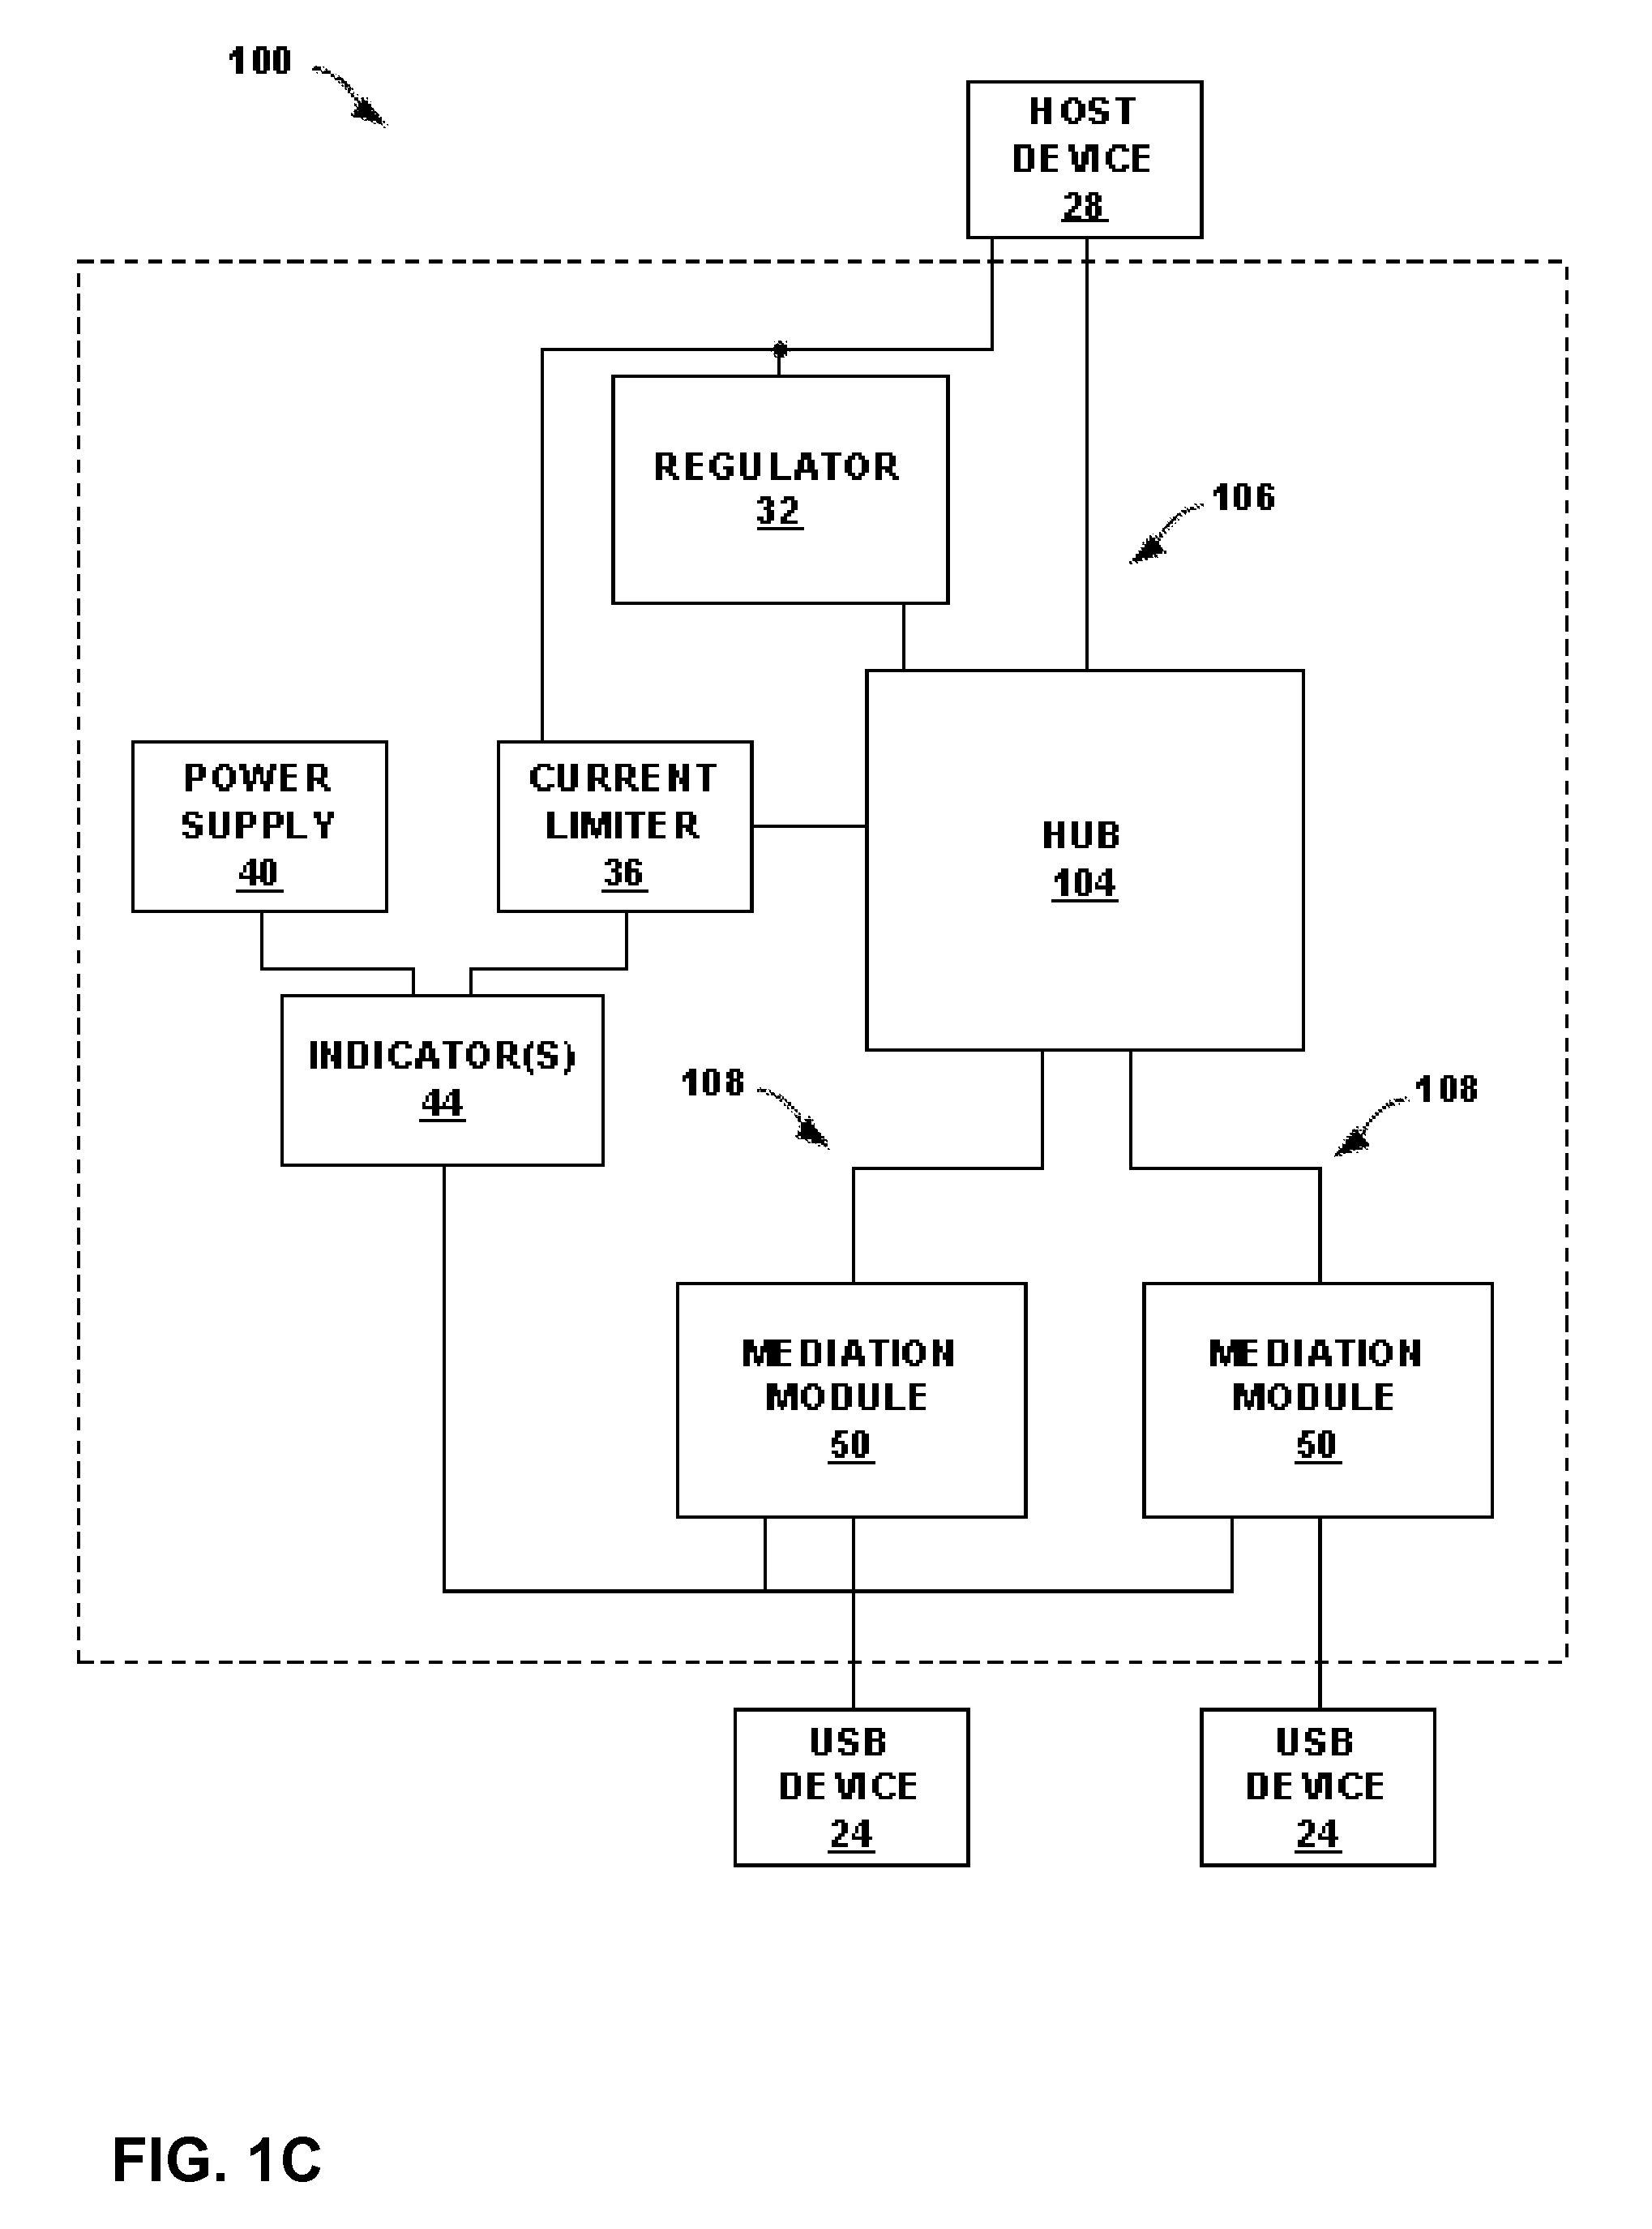 100
HOST
DEVICE
28
REGULATOR
32
106
POWER
SUPPLY
40
CURRENT
LIMITER
36
HUB
104
INDICATOR(S)
44
108
108
MEDIATION
MODULE
50
MEDIATION
MODULE
50
USB
DEVICE
24
USB
DEVICE
24
FIG. 1C